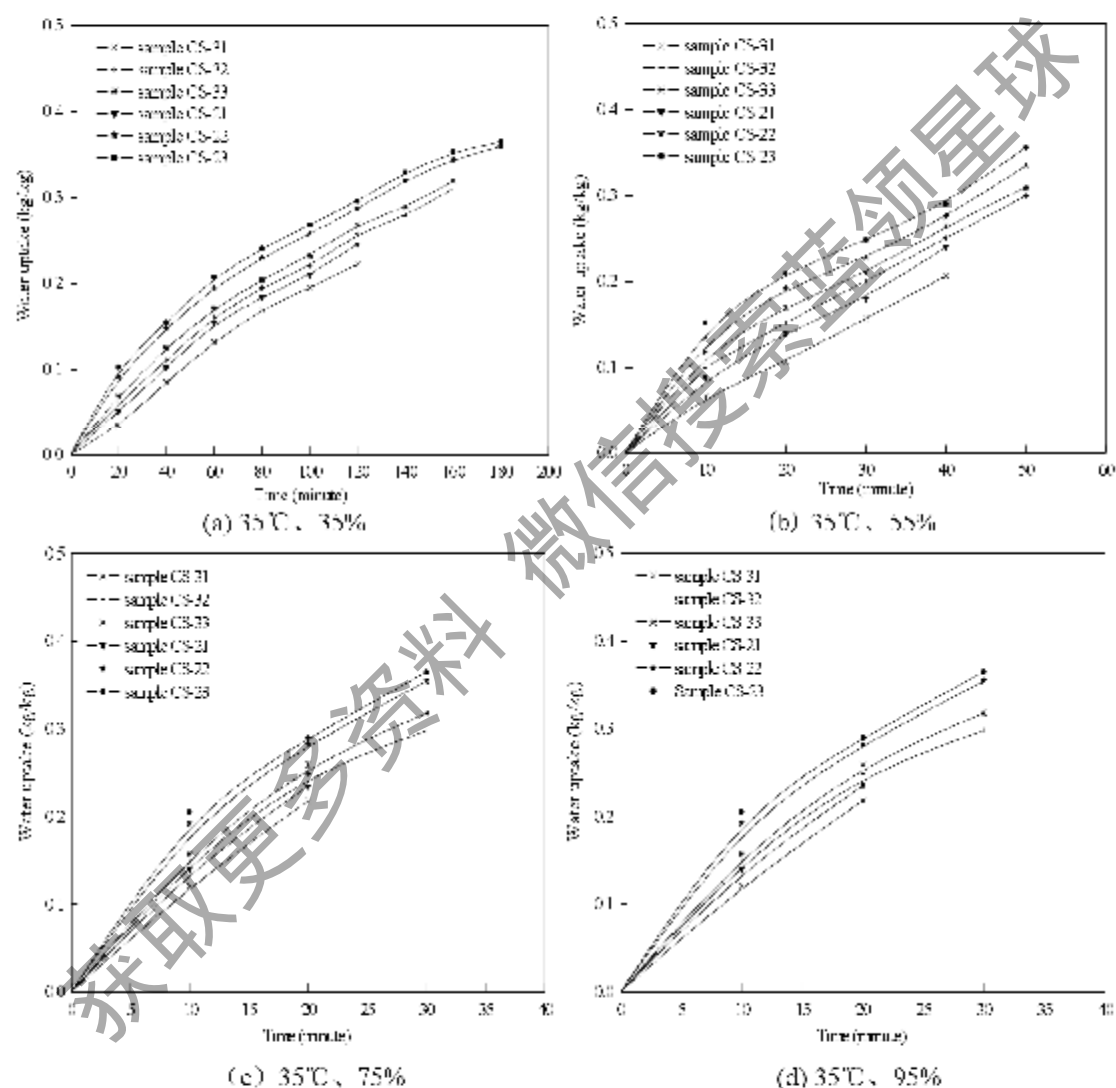 0.5
0.4
0.3
0.2
0.1
0.0
Water uptake (kg/kg)
sample CS-31
sample CS-32
sample CS-33
sample CS-21
sample CS-22
sample CS-23
0 20 40 60 80 100 120 140 160 180 200
Time (minute)
(a) 35℃、35%
0.5
0.4
0.3
0.2
0.1
0.0
Water uptake (kg/kg)
sample CS-31
sample CS-32
sample CS-33
sample CS-21
sample CS-22
sample CS-23
0 10 20 30 40 50 60
Time (minute)
(b) 35℃、55%
0.5
0.4
0.3
0.2
0.1
0.0
Water uptake (kg/kg)
sample CS-31
sample CS-32
sample CS-33
sample CS-21
sample CS-22
sample CS-23
0 5 10 15 20 25 30 35 40
Time (minute)
(c) 35℃、75%
0.5
0.4
0.3
0.2
0.1
0.0
Water uptake (kg/kg)
sample CS-31
sample CS-32
sample CS-33
sample CS-21
sample CS-22
Sample CS-23
0 5 10 15 20 25 30 35 40
Time (minute)
(d) 35℃、95%
获取更多资料 微信搜索蓝领星球